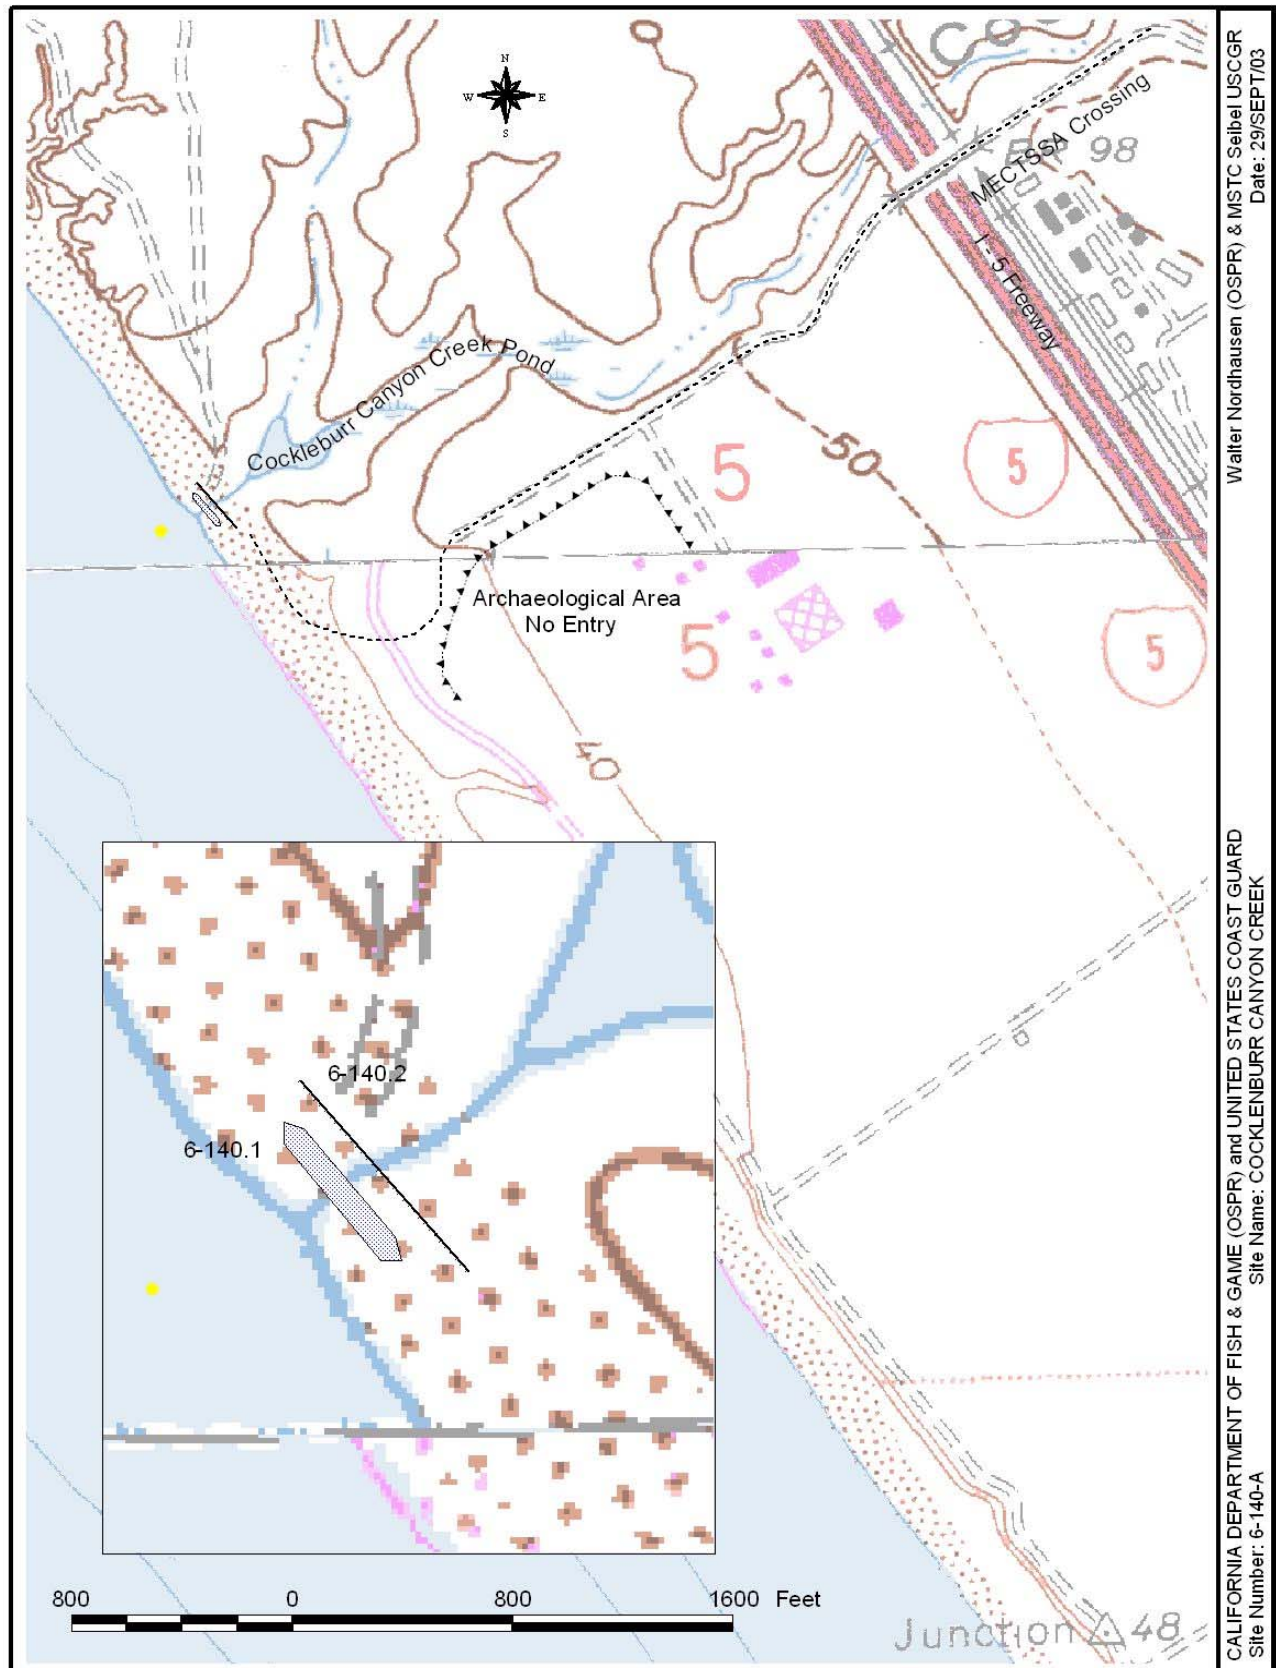 Co
N
W E
S
MECTSSA Crossing
BR 98
I - 5 Freeway
Cockleburr Canyon Creek Pond
5
50
5
Archaeological Area
No Entry
5
5
40
6-140.2
6-140.1
800 0 800 1600 Feet
Junction 48
Walter Nordhausen (OSPR) & MSTC Seibel USCGR
Date: 29/SEPT/03
CALIFORNIA DEPARTMENT OF FISH & GAME (OSPR) and UNITED STATES COAST GUARD
Site Number: 6-140-A Site Name: COCKLENBURR CANYON CREEK